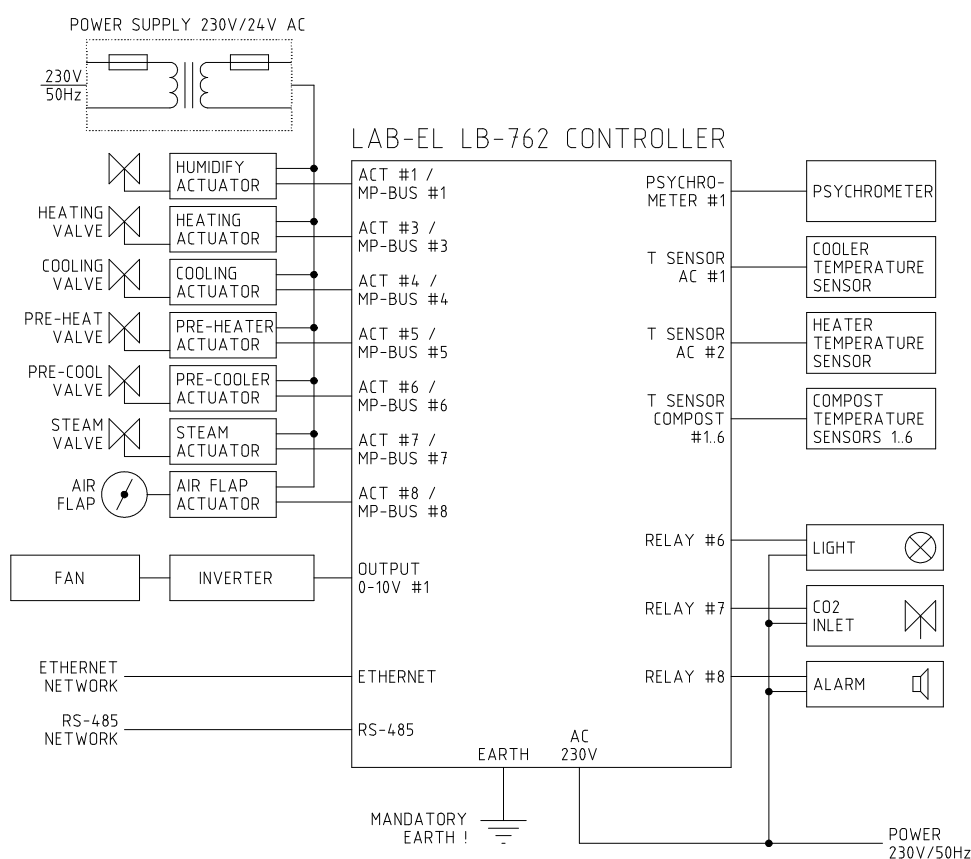 POWER SUPPLY 230V/24V AC
230V
50Hz
LAB-EL LB-762 CONTROLLER
HUMIDIFY
ACTUATOR
ACT #1 /
MP-BUS #1
HEATING
VALVE
HEATING
ACTUATOR
ACT #3 /
MP-BUS #3
COOLING
VALVE
COOLING
ACTUATOR
ACT #4 /
MP-BUS #4
PRE-HEAT
VALVE
PRE-HEATER
ACTUATOR
ACT #5 /
MP-BUS #5
PRE-COOL
VALVE
PRE-COOLER
ACTUATOR
ACT #6 /
MP-BUS #6
STEAM
VALVE
STEAM
ACTUATOR
ACT #7 /
MP-BUS #7
AIR
FLAP
AIR FLAP
ACTUATOR
ACT #8 /
MP-BUS #8
FAN
INVERTER
OUTPUT
0-10V #1
ETHERNET
NETWORK
ETHERNET
RS-485
NETWORK
RS-485
PSYCHRO-
METER #1
PSYCHROMETER
T SENSOR
AC #1
COOLER
TEMPERATURE
SENSOR
T SENSOR
AC #2
HEATER
TEMPERATURE
SENSOR
T SENSOR
COMPOST
#1..6
COMPOST
TEMPERATURE
SENSORS 1..6
RELAY #6
LIGHT
RELAY #7
CO2
INLET
RELAY #8
ALARM
EARTH
AC
230V
MANDATORY
EARTH !
POWER
230V/50Hz